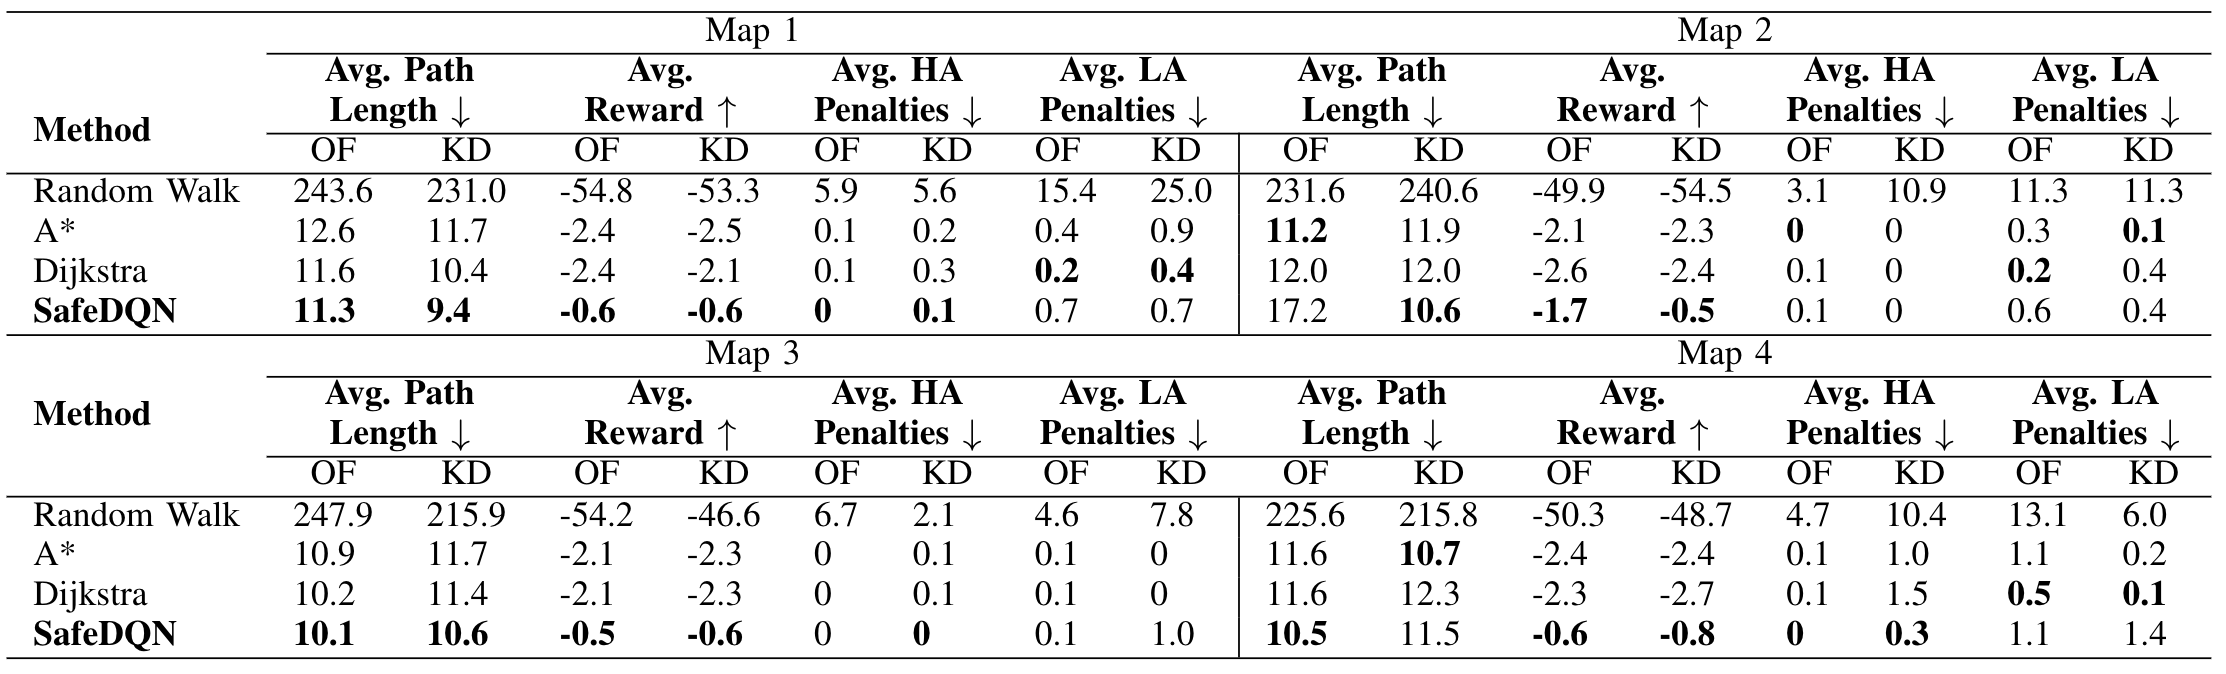 Map 1 Map 2
Avg. Path Avg. Avg. HA Avg. LA Avg. Path Avg. Avg. HA Avg. LA
Length ↓ Reward ↑ Penalties ↓ Penalties ↓ Length ↓ Reward ↑ Penalties ↓ Penalties ↓
Method
OF KD OF KD OF KD OF KD OF KD OF KD OF KD OF KD
Random Walk 243.6 231.0 -54.8 -53.3 5.9 5.6 15.4 25.0 231.6 240.6 -49.9 -54.5 3.1 10.9 11.3 11.3
A* 12.6 11.7 -2.4 -2.5 0.1 0.2 0.4 0.9 11.2 11.9 -2.1 -2.3 0 0 0.3 0.1
Dijkstra 11.6 10.4 -2.4 -2.1 0.1 0.3 0.2 0.4 12.0 12.0 -2.6 -2.4 0.1 0 0.2 0.4
SafeDQN 11.3 9.4 -0.6 -0.6 0 0.1 0.7 0.7 17.2 10.6 -1.7 -0.5 0.1 0 0.6 0.4
Map 3 Map 4
Avg. Path Avg. Avg. HA Avg. LA Avg. Path Avg. Avg. HA Avg. LA
Method
Length ↓ Reward ↑ Penalties ↓ Penalties ↓ Length ↓ Reward ↑ Penalties ↓ Penalties ↓
OF KD OF KD OF KD OF KD OF KD OF KD OF KD OF KD
Random Walk 247.9 215.9 -54.2 -46.6 6.7 2.1 4.6 7.8 225.6 215.8 -50.3 -48.7 4.7 10.4 13.1 6.0
A* 10.9 11.7 -2.1 -2.3 0 0.1 0.1 0 11.6 10.7 -2.4 -2.4 0.1 1.0 1.1 0.2
Dijkstra 10.2 11.4 -2.1 -2.3 0 0.1 0.1 0 11.6 12.3 -2.3 -2.7 0.1 1.5 0.5 0.1
SafeDQN 10.1 10.6 -0.5 -0.6 0 0 0.1 1.0 10.5 11.5 -0.6 -0.8 0 0.3 1.1 1.4